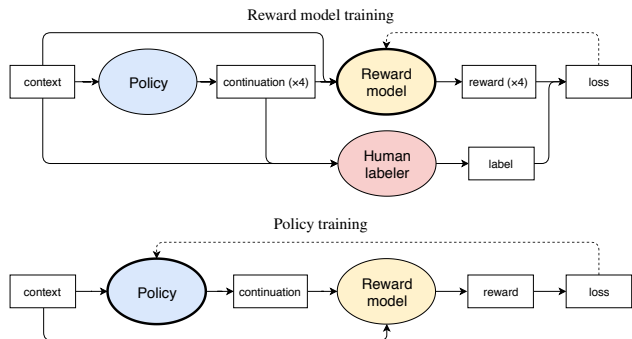 Reward model training
context
Policy
continuation (×4)
Reward
model
reward (×4)
loss
Human
labeler
label
Policy training
context
Policy
continuation
Reward
model
reward
loss